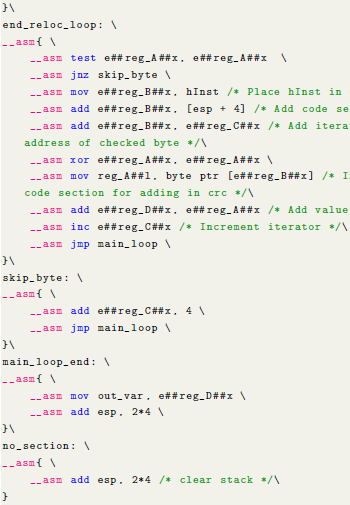 }\
end_reloc_loop: \
__asm{ \
__asm test e##reg_A##x, e##reg_A##x \
__asm jnz skip_byte \
__asm mov e##reg_B##x, hInst /* Place hInst in
__asm add e##reg_B##x, [esp + 4] /* Add code se
__asm add e##reg_B##x, e##reg_C##x /* Add itera
address of checked byte */\
__asm xor e##reg_A##x, e##reg_A##x \
__asm mov reg_A##l, byte ptr [e##reg_B##x] /* I
code section for adding in crc */\
__asm add e##reg_D##x, e##reg_A##x /* Add value
__asm inc e##reg_C##x /* Increment iterator */\
__asm jmp main_loop \
}\
skip_byte: \
__asm{ \
__asm add e##reg_C##x, 4 \
__asm jmp main_loop \
}\
main_loop_end: \
__asm{ \
__asm mov out_var, e##reg_D##x \
__asm add esp, 2*4 \
}\
no_section: \
__asm{ \
__asm add esp, 2*4 /* clear stack */\
}